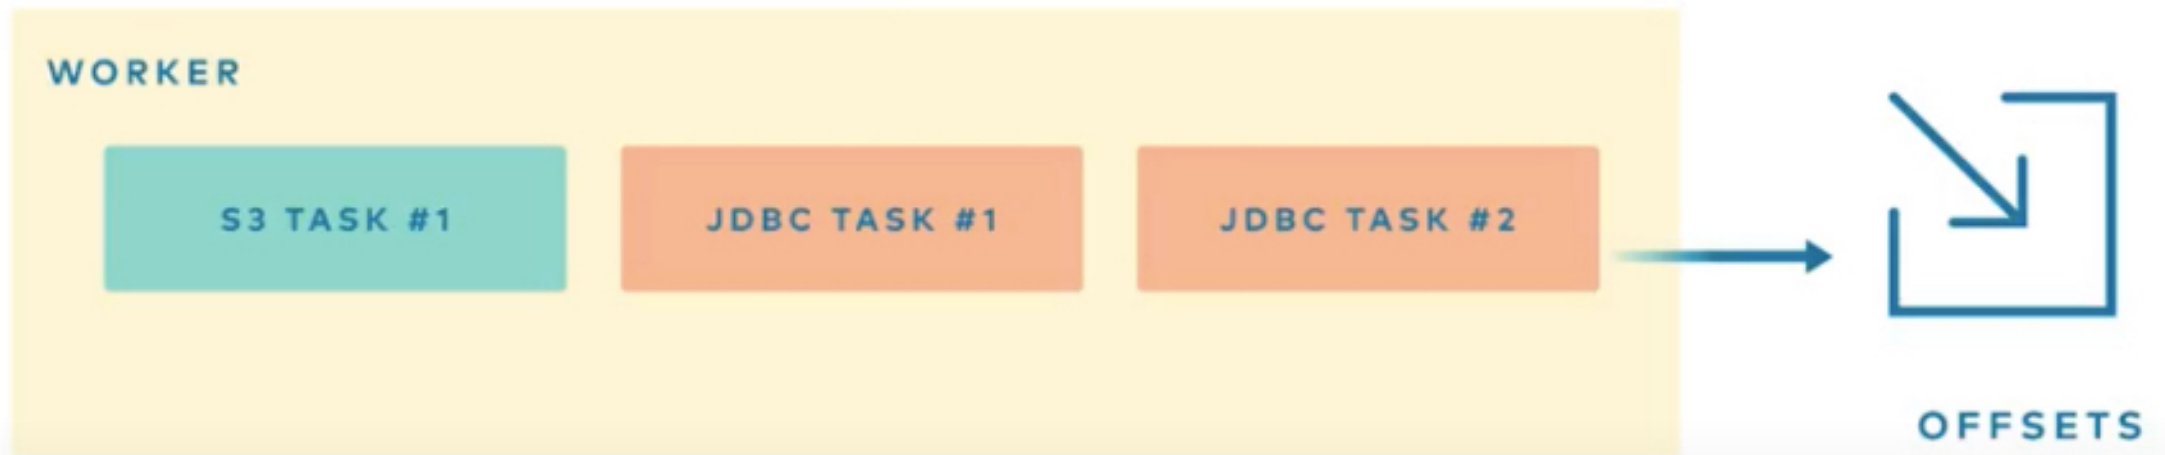 WORKER
S3 TASK #1
JDBC TASK #1
JDBC TASK #2
OFFSETS